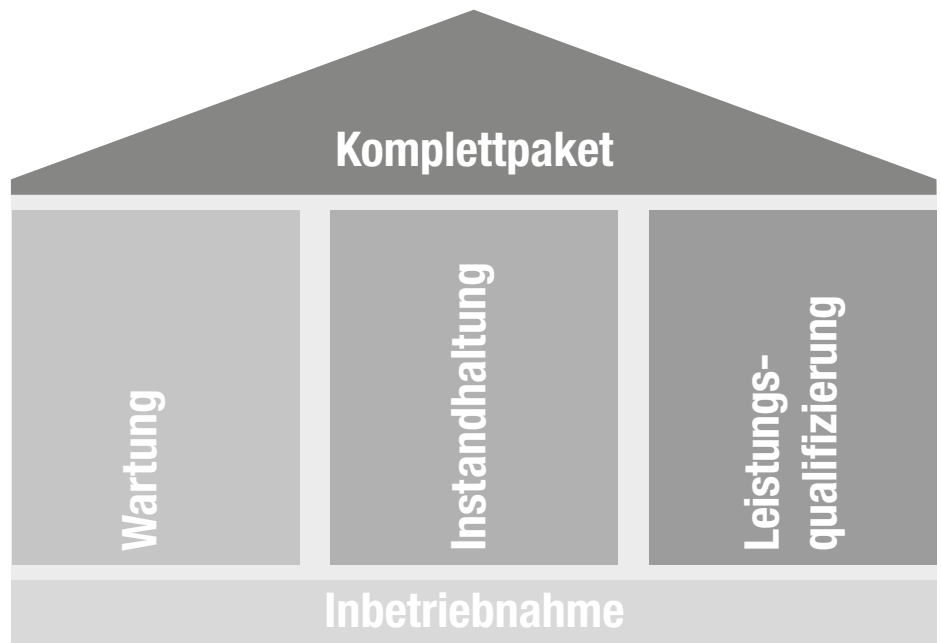 Komplettpaket
Wartung
Instandhaltung
Leistungs-
qualifizierung
Inbetriebnahme